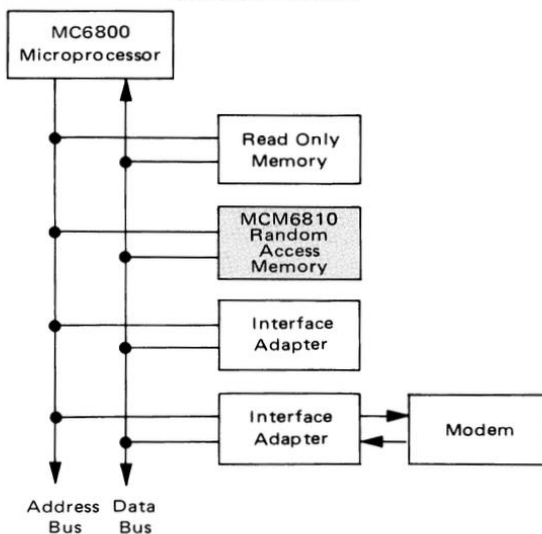 MC6800
Microprocessor
Read Only
Memory
MCM6810
Random
Access
Memory
Interface
Adapter
Interface
Adapter
Modem
Address
Bus
Data
Bus